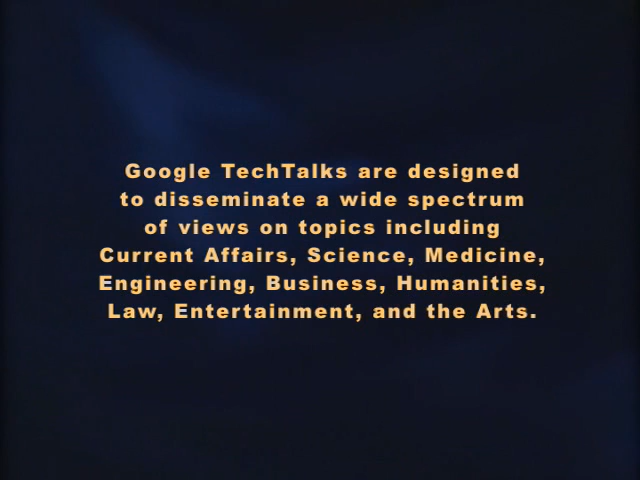 Google TechTalks are designed
to disseminate a wide spectrum
of views on topics including
Current Affairs, Science, Medicine,
Engineering, Business, Humanities,
Law, Entertainment, and the Arts.